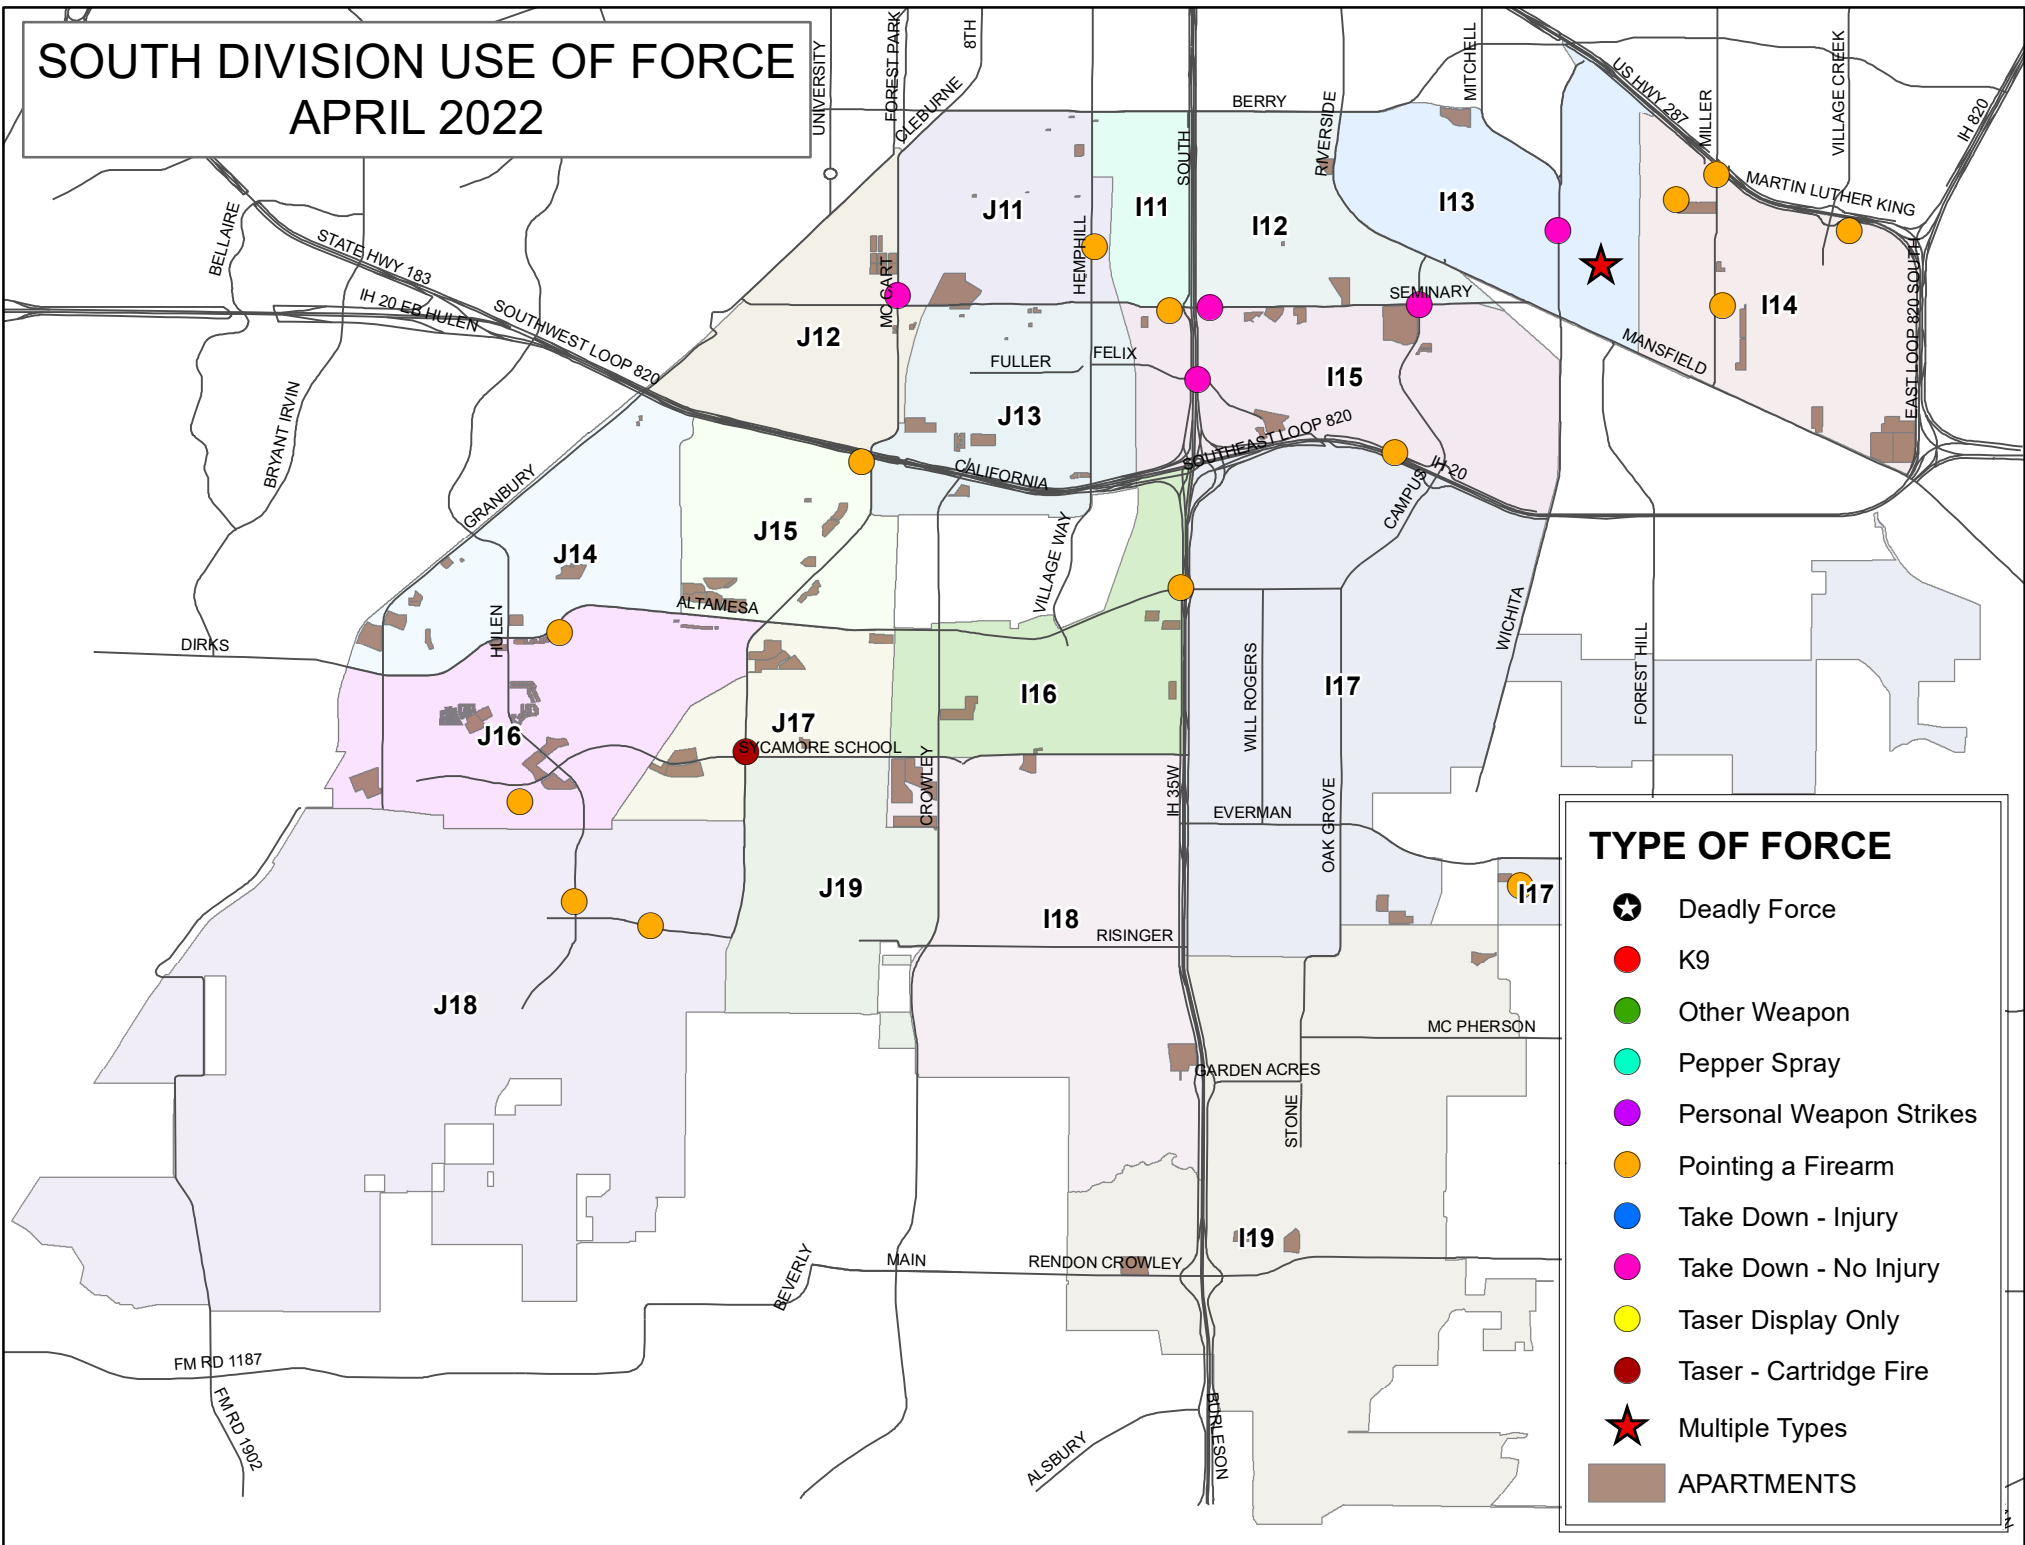 SOUTH DIVISION USE OF FORCE
APRIL 2022
UNIVERSITY
FOREST PARK
CLEBURNE
8TH
BERRY
SOUTH
RIVERSIDE
MITCHELL
US HWY 287
MILLER
VILLAGE CREEK
IH 820
MARTIN LUTHER KING
EAST LOOP 820 SOUTH
BELLAIRE
STATE HWY 183
IH 20 EB HULEN
SOUTHWEST LOOP 820
MC CART
HEMPHILL
J11
I11
I12
I13
I14
SEMINARY
MANSFIELD
J12
FULLER
FELIX
J13
I15
BRYANT IRVIN
GRANBURY
CALIFORNIA
SOUTHEAST LOOP 820
IH 20
CAMPUS
J14
J15
VILLAGE WAY
ALTAMESA
HULEN
DIRKS
WICHITA
FOREST HILL
WILL ROGERS
I16
I17
J16
J17
SYCAMORE SCHOOL
CROWLEY
IH 35W
EVERMAN
OAK GROVE
J19
I18
I17
RISINGER
J18
MC PHERSON
GARDEN ACRES
STONE
I19
BEVERLY
MAIN
RENDON CROWLEY
FM RD 1187
FM RD 1902
ALSBURY
BURLESON
TYPE OF FORCE
Deadly Force
K9
Other Weapon
Pepper Spray
Personal Weapon Strikes
Pointing a Firearm
Take Down - Injury
Take Down - No Injury
Taser Display Only
Taser - Cartridge Fire
Multiple Types
APARTMENTS